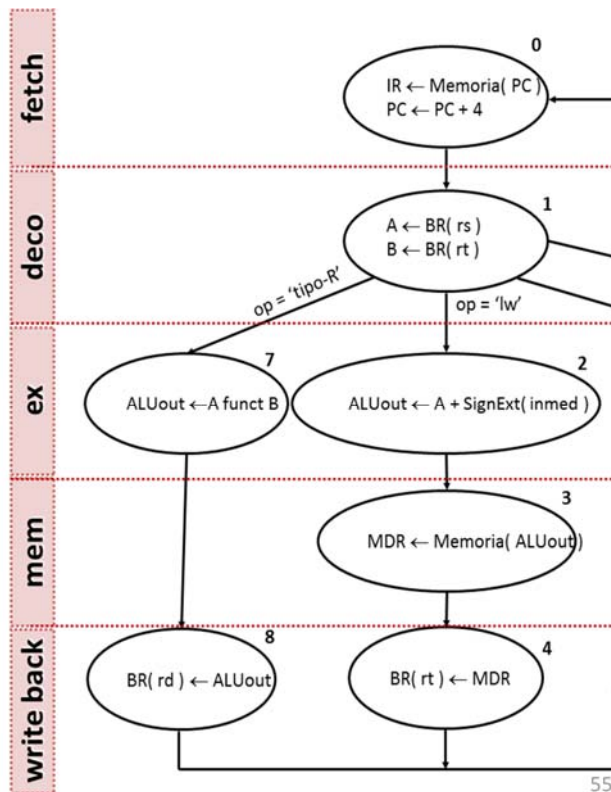 fetch
0
IR ← Memoria( PC )
PC ← PC + 4
deco
1
A ← BR( rs )
B ← BR( rt )
op = 'tipo-R'
op = 'lw'
ex
7
ALUout ←A funct B
2
ALUout ← A + SignExt( inmed )
mem
3
MDR ← Memoria( ALUout )
write back
8
BR( rd ) ← ALUout
4
BR( rt ) ← MDR
55